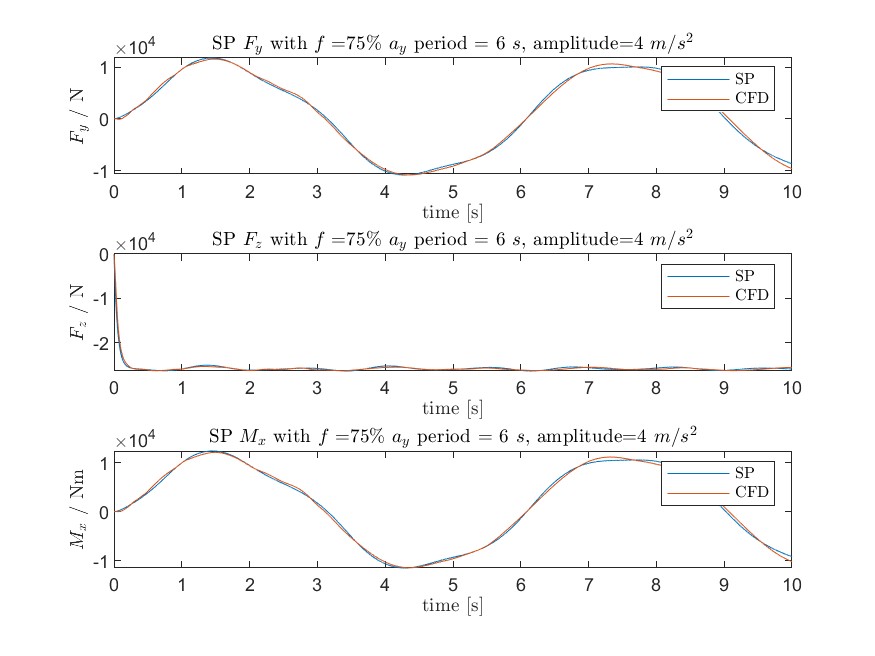 SP F_y with f =75% a_y period = 6 s, amplitude=4 m/s^2
×10^4
1
0
-1
F_y / N
SP
CFD
0 1 2 3 4 5 6 7 8 9 10
time [s]
SP F_z with f =75% a_y period = 6 s, amplitude=4 m/s^2
×10^4
0
-1
-2
F_z / N
SP
CFD
0 1 2 3 4 5 6 7 8 9 10
time [s]
SP M_x with f =75% a_y period = 6 s, amplitude=4 m/s^2
×10^4
1
0
-1
M_x / Nm
SP
CFD
0 1 2 3 4 5 6 7 8 9 10
time [s]